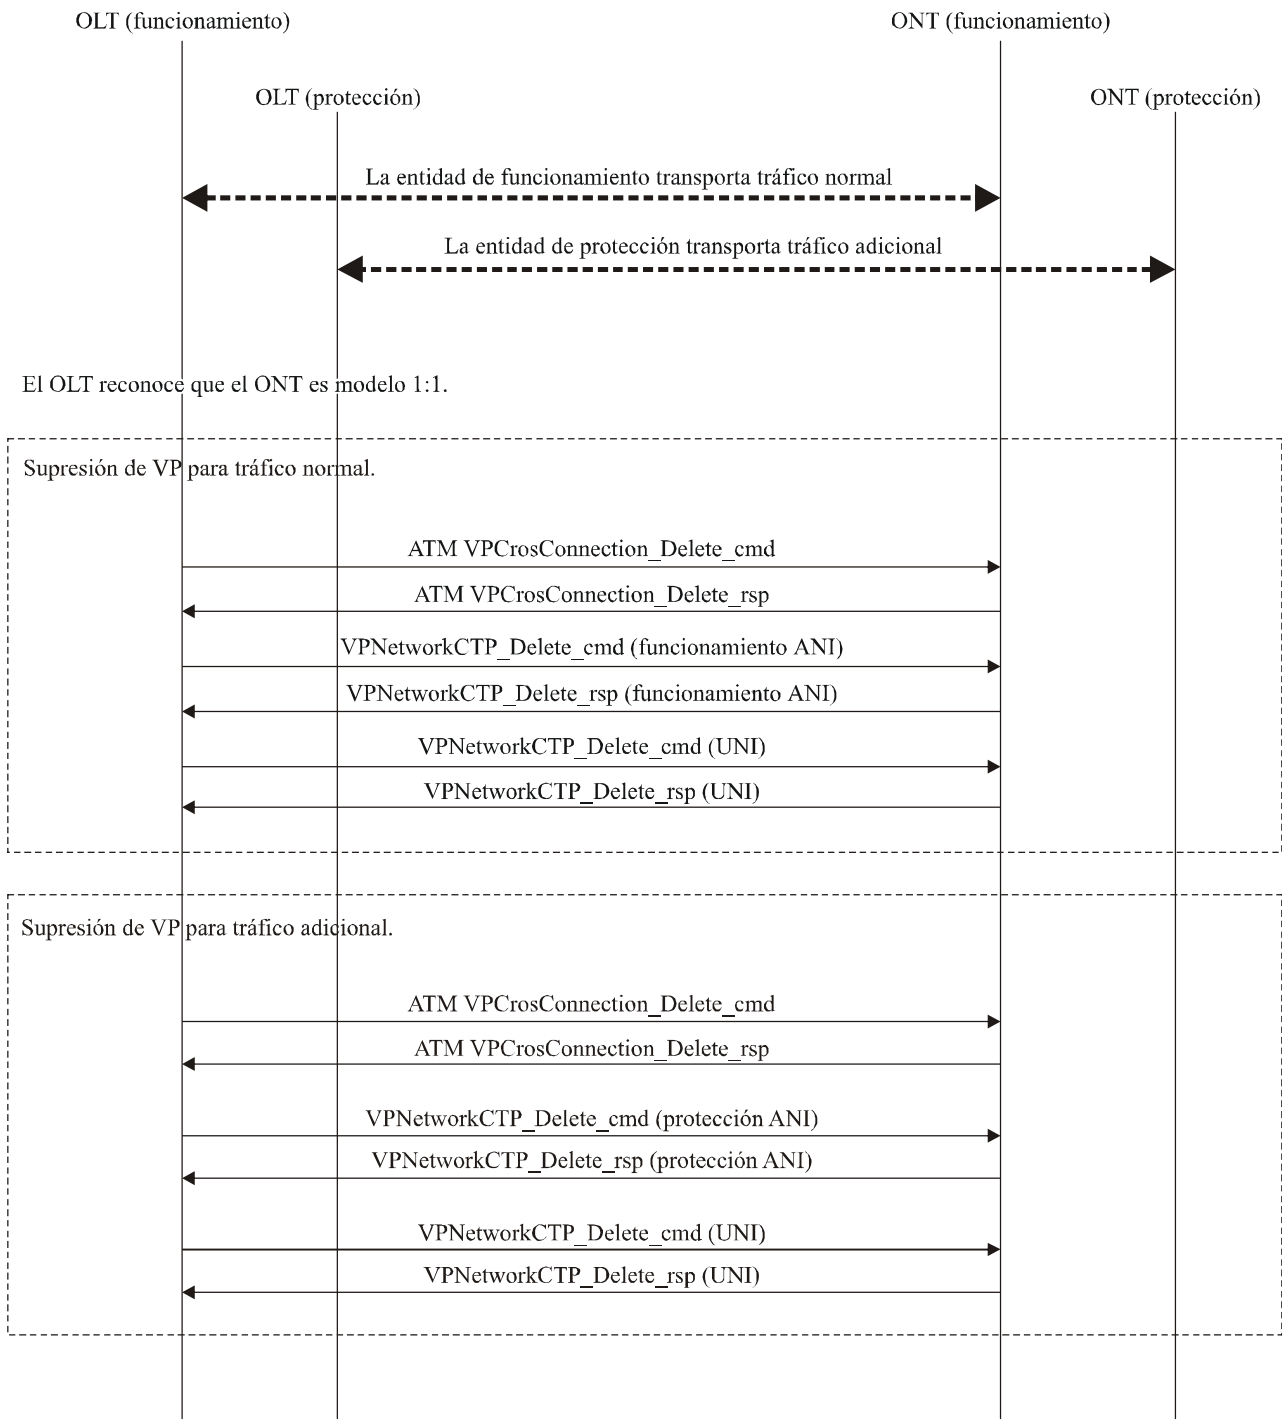 OLT (funcionamiento)
ONT (funcionamiento)
OLT (protección)
ONT (protección)
La entidad de funcionamiento transporta tráfico normal
La entidad de protección transporta tráfico adicional
El OLT reconoce que el ONT es modelo 1:1.
Supresión de VP para tráfico normal.
ATM VPCrosConnection_Delete_cmd
ATM VPCrosConnection_Delete_rsp
VPNetworkCTP_Delete_cmd (funcionamiento ANI)
VPNetworkCTP_Delete_rsp (funcionamiento ANI)
VPNetworkCTP_Delete_cmd (UNI)
VPNetworkCTP_Delete_rsp (UNI)
Supresión de VP para tráfico adicional.
ATM VPCrosConnection_Delete_cmd
ATM VPCrosConnection_Delete_rsp
VPNetworkCTP_Delete_cmd (protección ANI)
VPNetworkCTP_Delete_rsp (protección ANI)
VPNetworkCTP_Delete_cmd (UNI)
VPNetworkCTP_Delete_rsp (UNI)